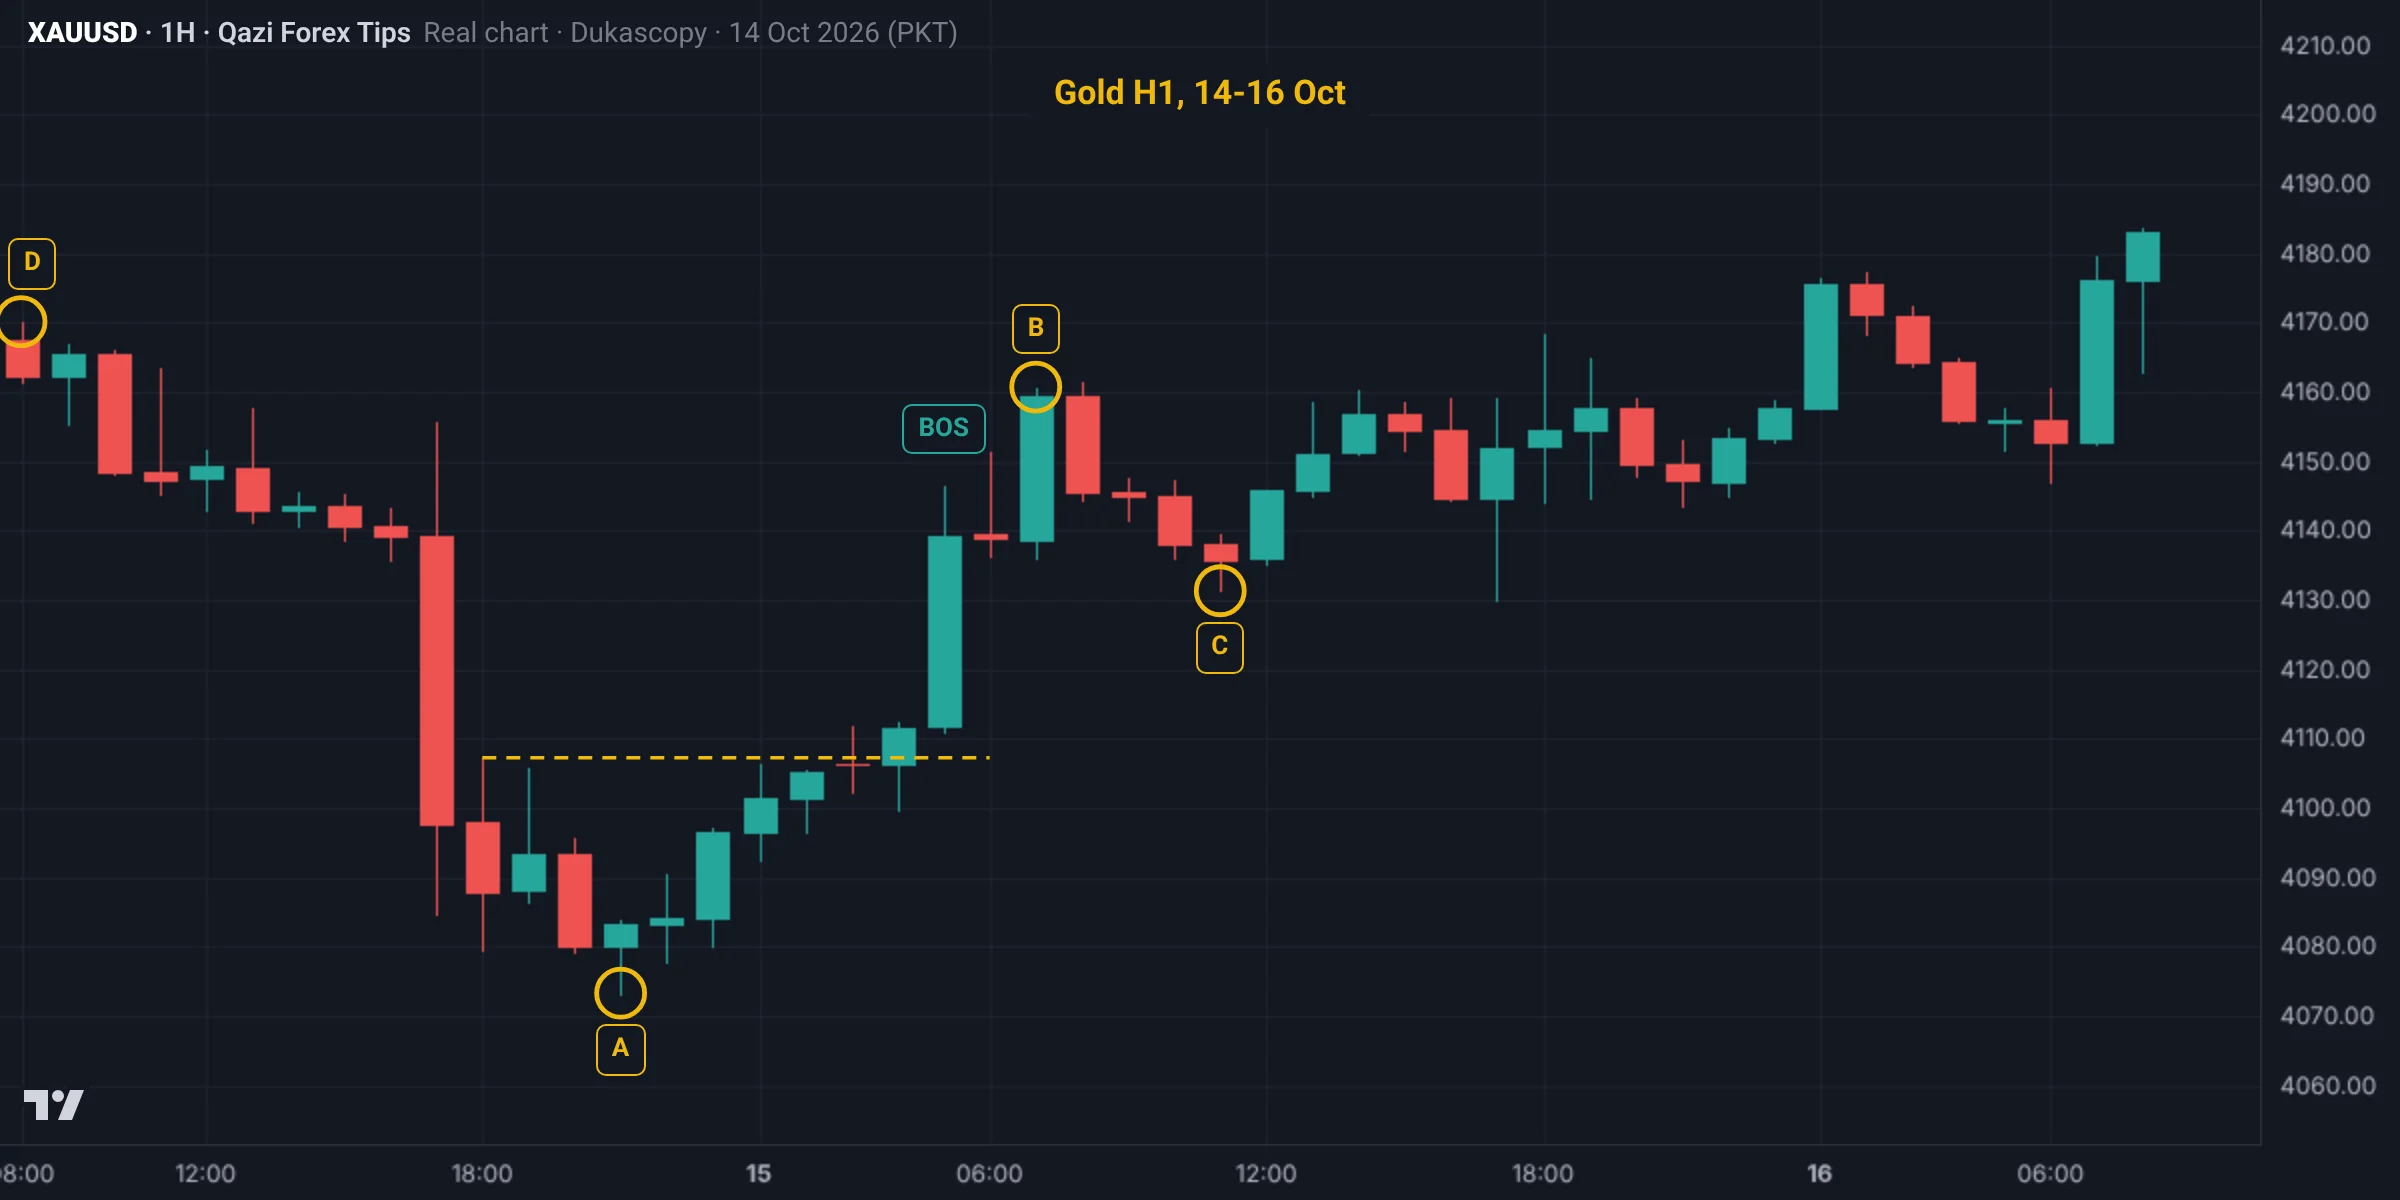 XAUUSD · 1H · Qazi Forex Tips Real chart · Dukascopy · 14 Oct 2026 (PKT)
Gold H1, 14-16 Oct
4210.00
4200.00
4190.00
4180.00
4170.00
4160.00
4150.00
4140.00
4130.00
4120.00
4110.00
4100.00
4090.00
4080.00
4070.00
4060.00
D
B
BOS
C
A
8:00 12:00 18:00 15 06:00 12:00 18:00 16 06:00